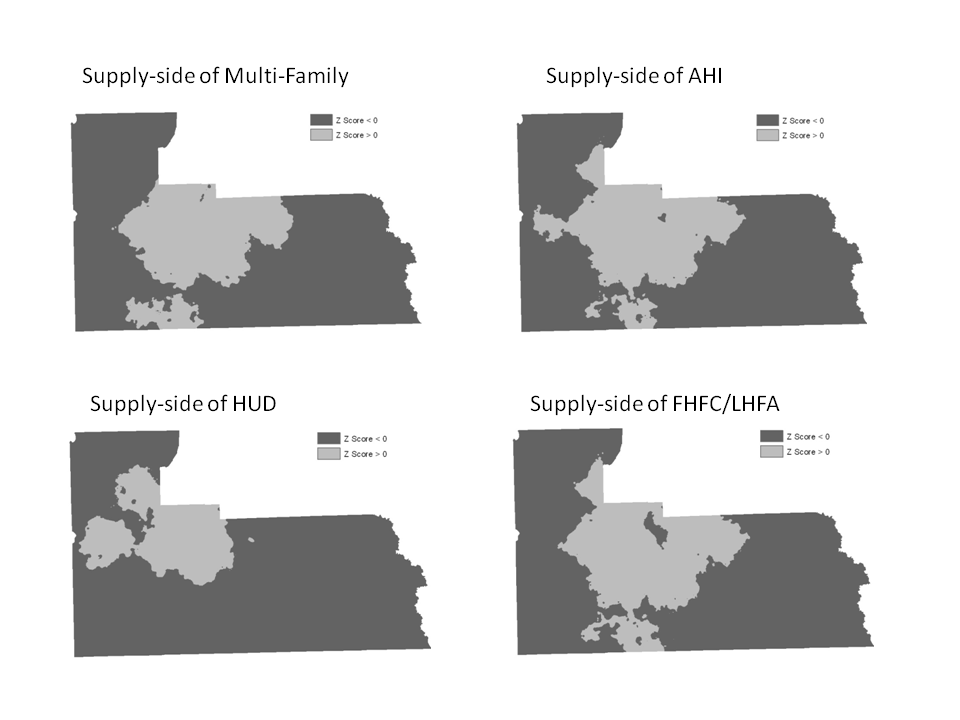 Supply-side of Multi-Family
Z Score < 0
Z Score > 0
Supply-side of AHI
Z Score < 0
Z Score > 0
Supply-side of HUD
Z Score < 0
Z Score > 0
Supply-side of FHFC/LHFA
Z Score < 0
Z Score > 0